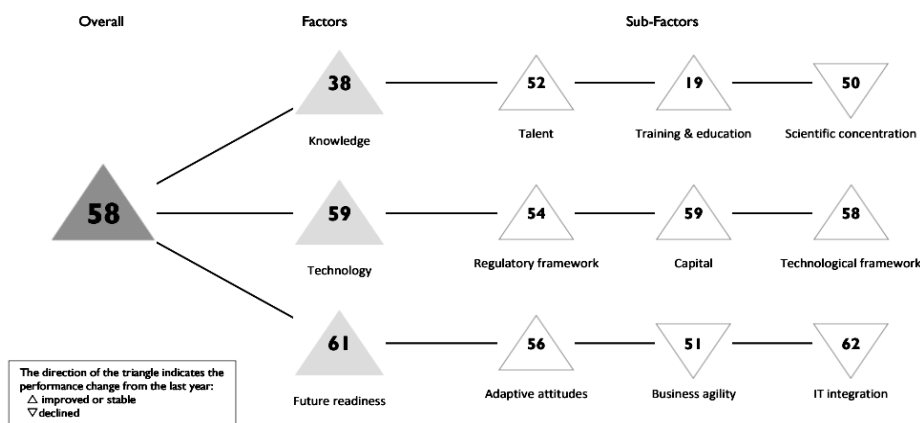 Overall Factors Sub-Factors
38 52 19 50
Knowledge Talent Training & education Scientific concentration
58 59 54 59 58
Technology Regulatory framework Capital Technological framework
61 56 51 62
Future readiness Adaptive attitudes Business agility IT integration
The direction of the triangle indicates the
performance change from the last year:
△ improved or stable
▽ declined